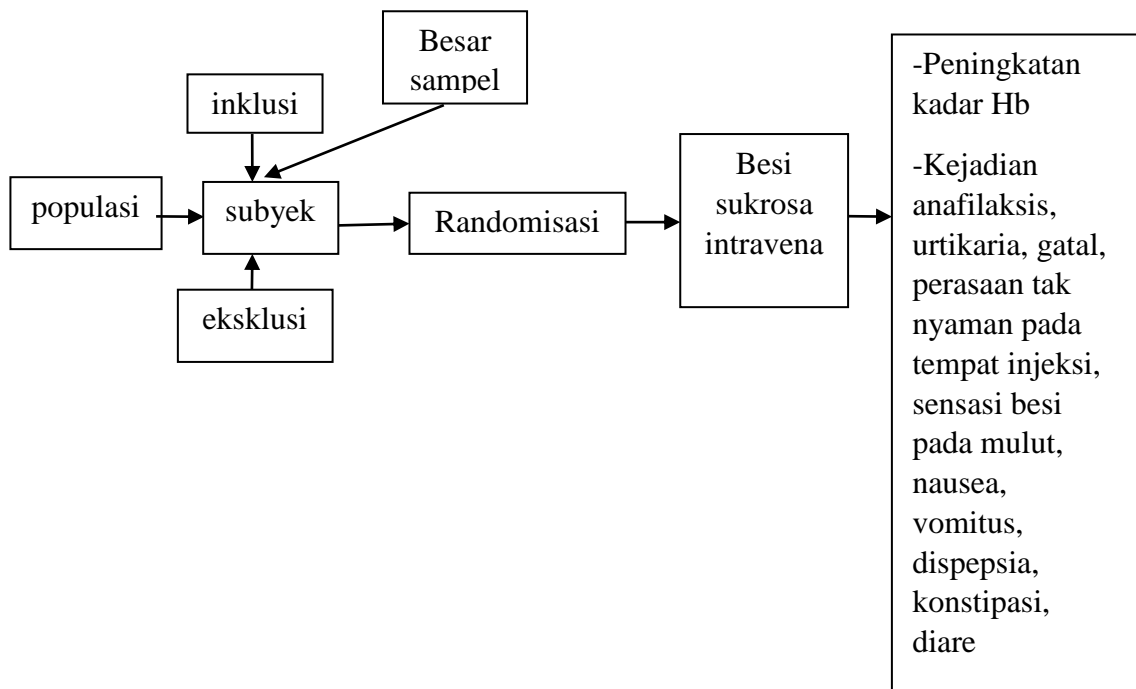 Besar
sampel
inklusi
populasi
subyek
eksklusi
Randomisasi
Besi
sukrosa
intravena
-Peningkatan
kadar Hb
-Kejadian
anafilaksis,
urtikaria, gatal,
perasaan tak
nyaman pada
tempat injeksi,
sensasi besi
pada mulut,
nausea,
vomitus,
dispepsia,
konstipasi,
diare